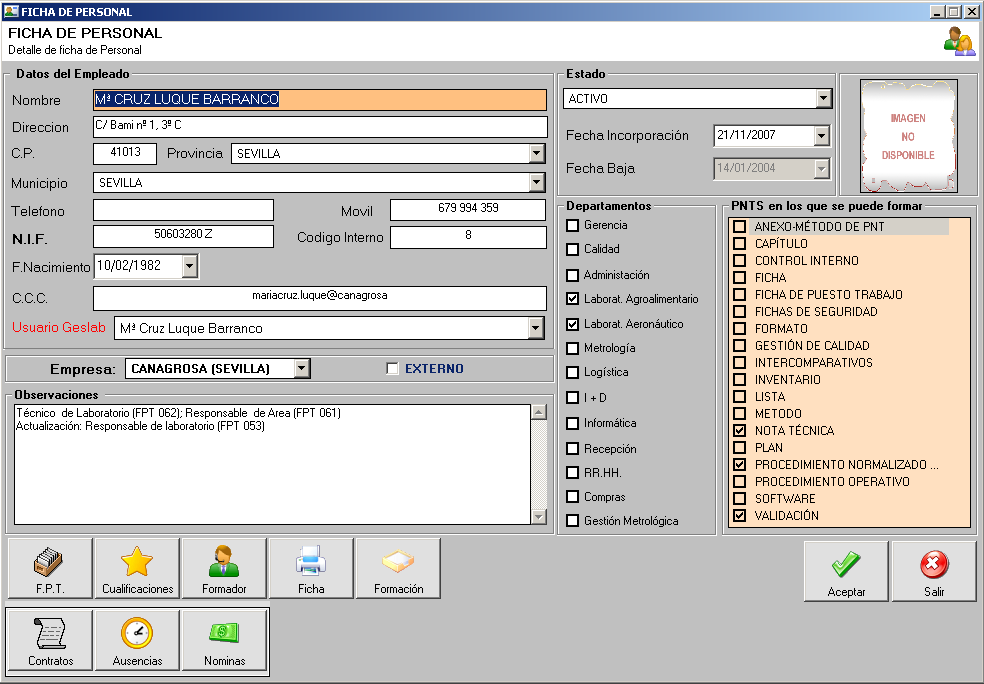 FICHA DE PERSONAL
FICHA DE PERSONAL
Detalle de ficha de Personal
Datos del Empleado
Nombre
Mª CRUZ LUQUE BARRANCO
Direccion
C/ Bami nº 1, 3º C
C.P.
41013
Provincia
SEVILLA
Municipio
SEVILLA
Telefono
Movil
679 994 359
N.I.F.
50603280 Z
Codigo Interno
8
F.Nacimiento
10/02/1982
C.C.C.
mariacruz.luque@canagrosa
Usuario Geslab
Mª Cruz Luque Barranco
Empresa:
CANAGROSA (SEVILLA)
EXTERNO
Observaciones
Técnico de Laboratorio (FPT 062); Responsable de Area (FPT 061)
Actualización: Responsable de laboratorio (FPT 053)
Estado
ACTIVO
Fecha Incorporación
21/11/2007
Fecha Baja
14/01/2004
IMAGEN
NO
DISPONIBLE
Departamentos
Gerencia
Calidad
Administación
Laborat. Agroalimentario
Laborat. Aeronáutico
Metrología
Logística
I + D
Informática
Recepción
RR.HH.
Compras
Gestión Metrológica
PNTS en los que se puede formar
ANEXO-MÉTODO DE PNT
CAPÍTULO
CONTROL INTERNO
FICHA
FICHA DE PUESTO TRABAJO
FICHAS DE SEGURIDAD
FORMATO
GESTIÓN DE CALIDAD
INTERCOMPARATIVOS
INVENTARIO
LISTA
METODO
NOTA TÉCNICA
PLAN
PROCEDIMIENTO NORMALIZADO ...
PROCEDIMIENTO OPERATIVO
SOFTWARE
VALIDACIÓN
F.P.T.
Cualificaciones
Formador
Ficha
Formación
Aceptar
Salir
Contratos
Ausencias
Nominas